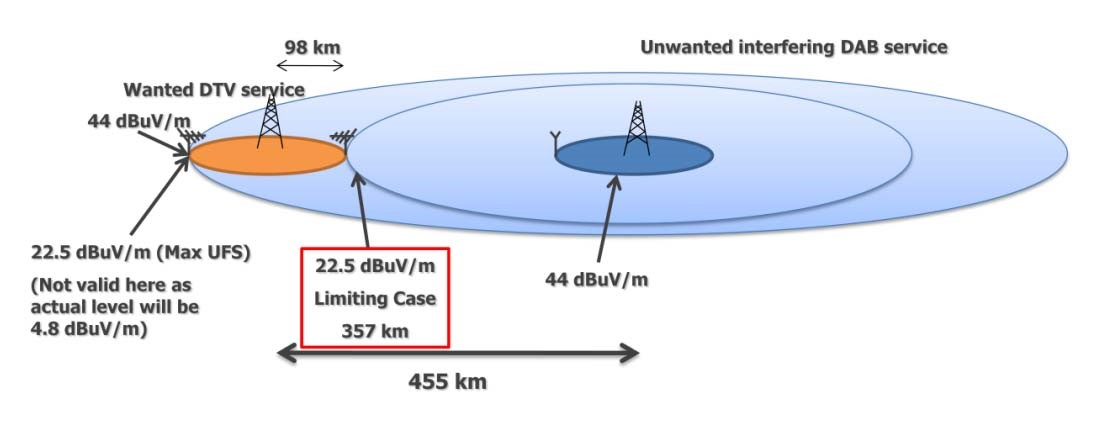 98 km
Unwanted interfering DAB service
Wanted DTV service
44 dBuV/m
22.5 dBuV/m (Max UFS)
(Not valid here as
actual level will be
4.8 dBuV/m)
22.5 dBuV/m
Limiting Case
357 km
44 dBuV/m
455 km